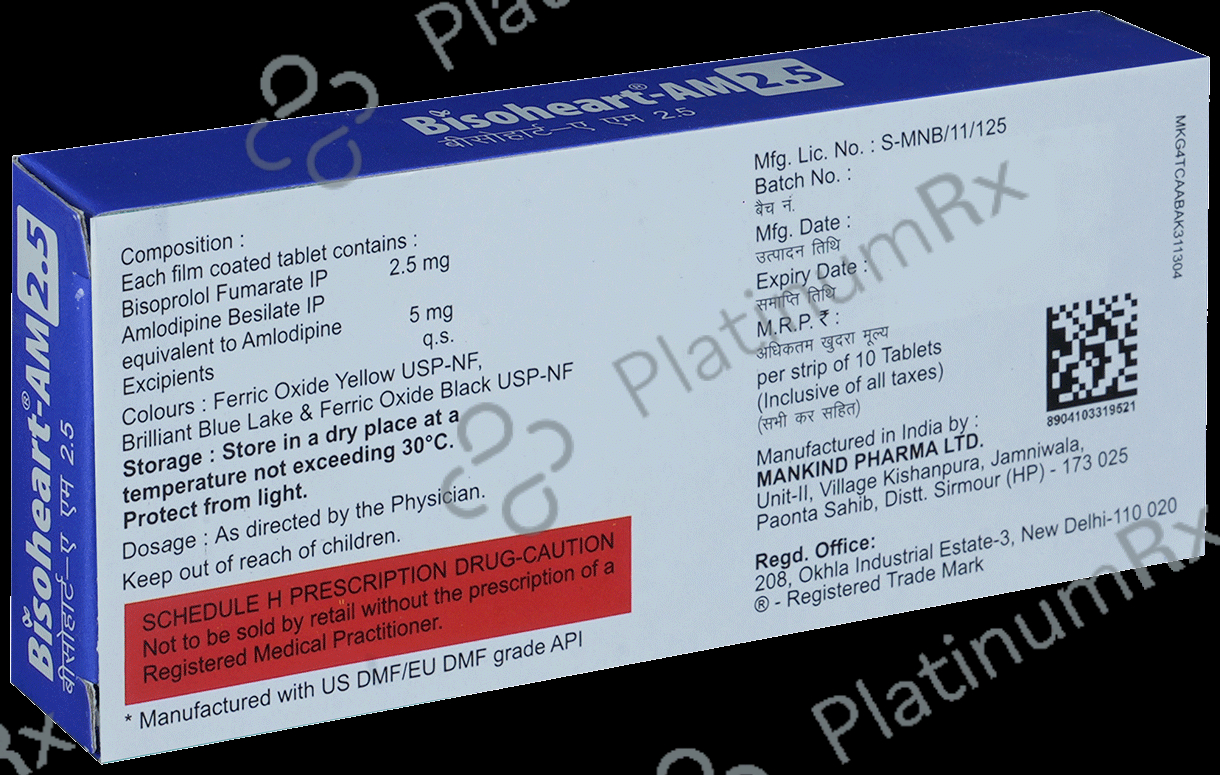 Bisoheart®-AM 2.5
बीसोहार्ट-ए एम 2.5
Bisoheart®-AM 2.5
बीसोहार्ट-ए एम 2.5
Composition :
Each film coated tablet contains :
Bisoprolol Fumarate IP 2.5 mg
Amlodipine Besilate IP
equivalent to Amlodipine 5 mg
Excipients q.s.
Colours : Ferric Oxide Yellow USP-NF,
Brilliant Blue Lake & Ferric Oxide Black USP-NF
Storage : Store in a dry place at a
temperature not exceeding 30°C.
Protect from light.
Dosage : As directed by the Physician.
Keep out of reach of children.
SCHEDULE H PRESCRIPTION DRUG-CAUTION
Not to be sold by retail without the prescription of a
Registered Medical Practitioner.
* Manufactured with US DMF/EU DMF grade API
Mfg. Lic. No. : S-MNB/11/125
Batch No. :
बैच नं.
Mfg. Date :
उत्पादन तिथि
Expiry Date :
समाप्ति तिथि
M.R.P. ₹ :
अधिकतम खुदरा मूल्य
per strip of 10 Tablets
(Inclusive of all taxes)
(सभी कर सहित)
Manufactured in India by :
MANKIND PHARMA LTD.
Unit-II, Village Kishanpura, Jamniwala,
Paonta Sahib, Distt. Sirmour (HP) - 173 025
Regd. Office:
208, Okhla Industrial Estate-3, New Delhi-110 020
® - Registered Trade Mark
MKG4TCAABAK311304
8904103319521
PlatinumRx
PlatinumRx
PlatinumRx
Rx